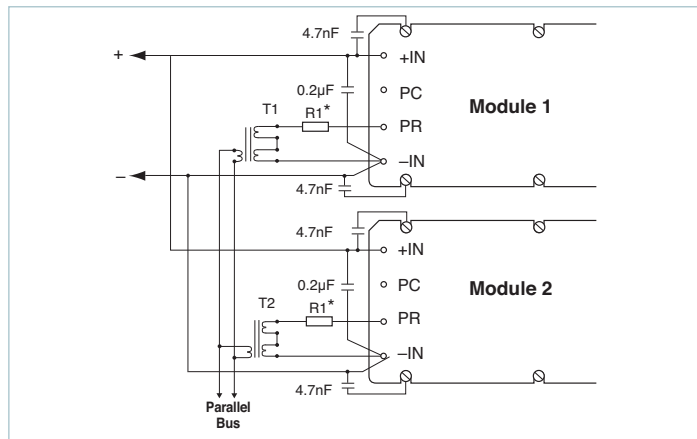 4.7nF
+
+IN
0.2µF
PC
Module 1
T1
R1*
PR
–IN
–
4.7nF
4.7nF
+IN
0.2µF
PC
Module 2
T2
R1*
PR
–IN
4.7nF
Parallel
Bus